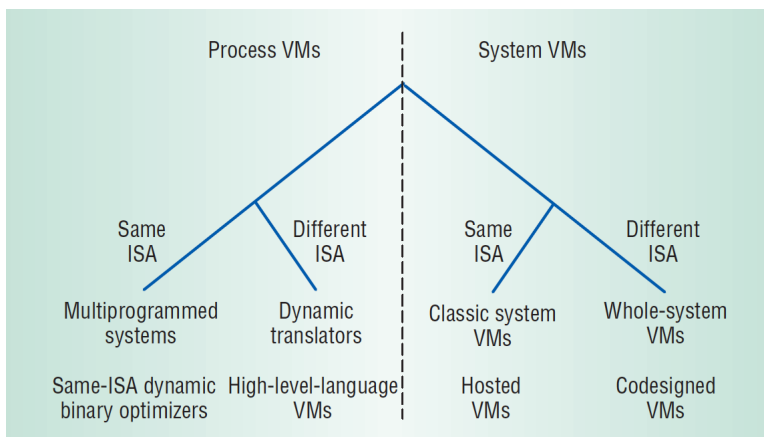 Process VMs
System VMs
Same
ISA
Different
ISA
Same
ISA
Different
ISA
Multiprogrammed
systems
Dynamic
translators
Classic system
VMs
Whole-system
VMs
Same-ISA dynamic
binary optimizers
High-level-language
VMs
Hosted
VMs
Codesigned
VMs